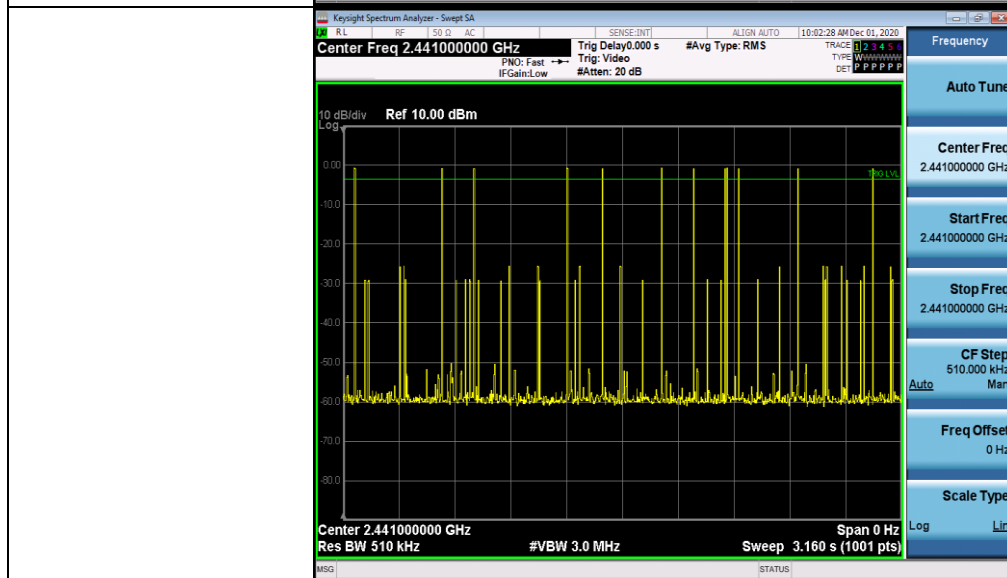 Keysight Spectrum Analyzer - Swept SA
RL RF 50 Ω AC SENSE:INT ALIGN AUTO 10:02:28 AM Dec 01, 2020
Center Freq 2.441000000 GHz
PNO: Fast
IFGain:Low
Trig Delay0.000 s
Trig: Video
#Atten: 20 dB
#Avg Type: RMS
TRACE 1 2 3 4 5 6
TYPE WWWWWW
DET P P P P P P
10 dB/div Ref 10.00 dBm
Log
0.00
TRIG LVL
-10.0
-20.0
-30.0
-40.0
-50.0
-60.0
-70.0
-80.0
Center 2.441000000 GHz Span 0 Hz
Res BW 510 kHz #VBW 3.0 MHz Sweep 3.160 s (1001 pts)
MSG STATUS
Frequency
Auto Tune
Center Freq
2.441000000 GHz
Start Freq
2.441000000 GHz
Stop Freq
2.441000000 GHz
CF Step
510.000 kHz
Auto Man
Freq Offset
0 Hz
Scale Type
Log Lin